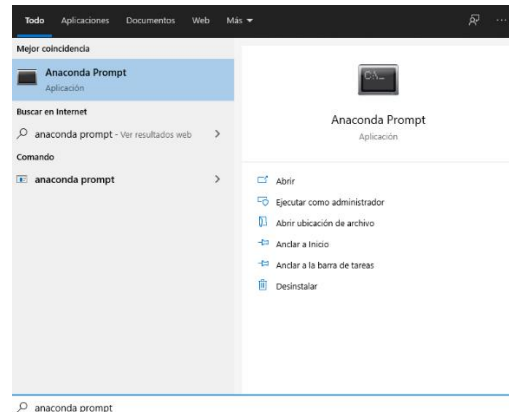 Todo Aplicaciones Documentos Web Más
Mejor coincidencia
Anaconda Prompt
Aplicación
Buscar en Internet
anaconda prompt - Ver resultados web
Comando
anaconda prompt
C:\_
Anaconda Prompt
Aplicación
Abrir
Ejecutar como administrador
Abrir ubicación de archivo
Anclar a Inicio
Anclar a la barra de tareas
Desinstalar
anaconda prompt